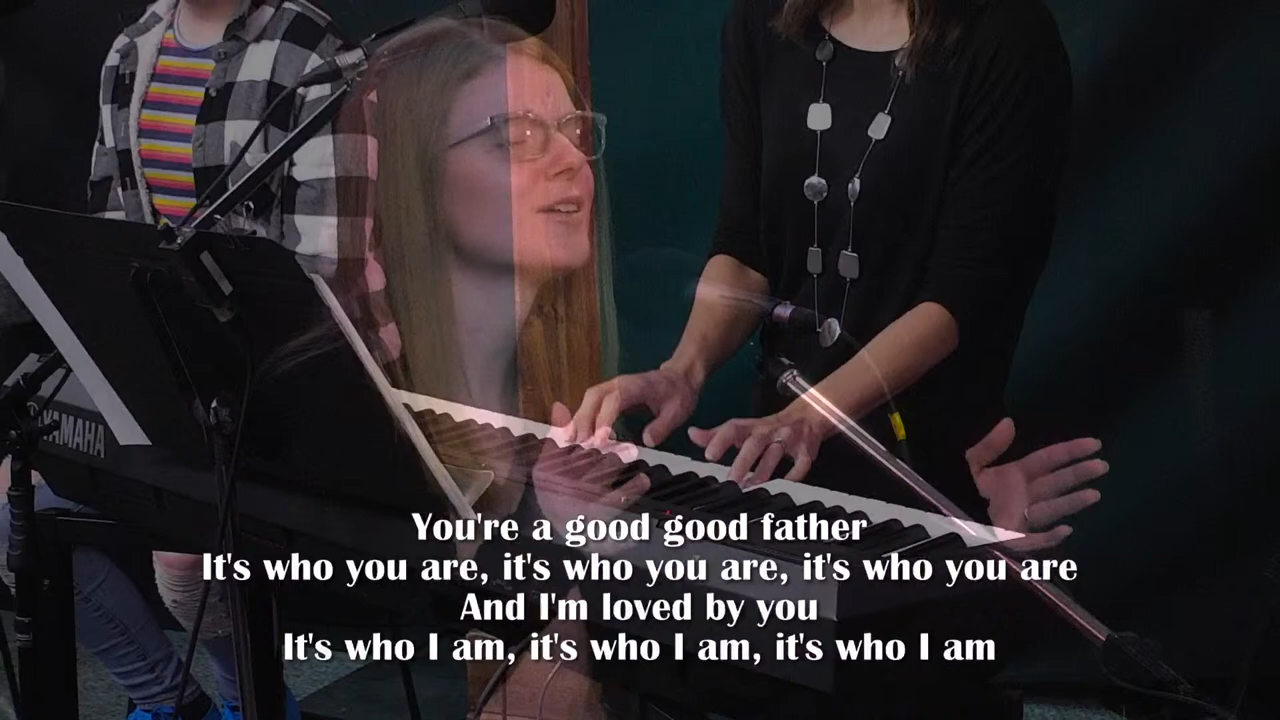 YAMAHA
You're a good good father
It's who you are, it's who you are, it's who you are
And I'm loved by you
It's who I am, it's who I am, it's who I am